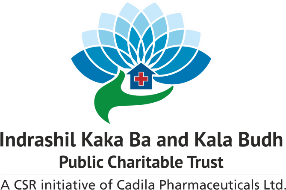 Indrashil Kaka Ba and Kala Budh
Public Charitable Trust
A CSR initiative of Cadila Pharmaceuticals Ltd.